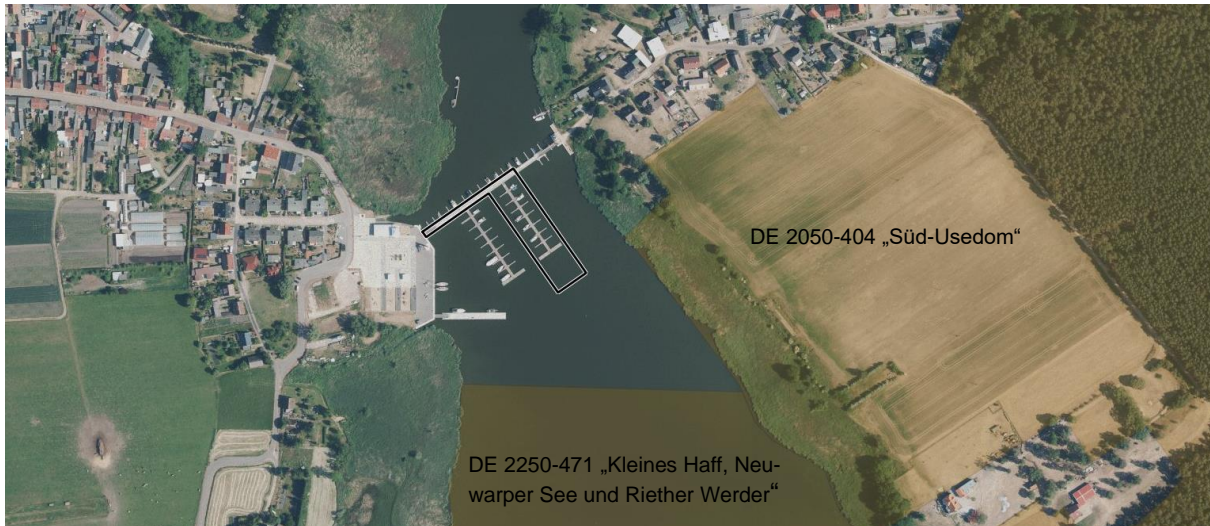 DE 2050-404 „Süd-Usedom“
DE 2250-471 „Kleines Haff, Neu-
warper See und Riether Werder“